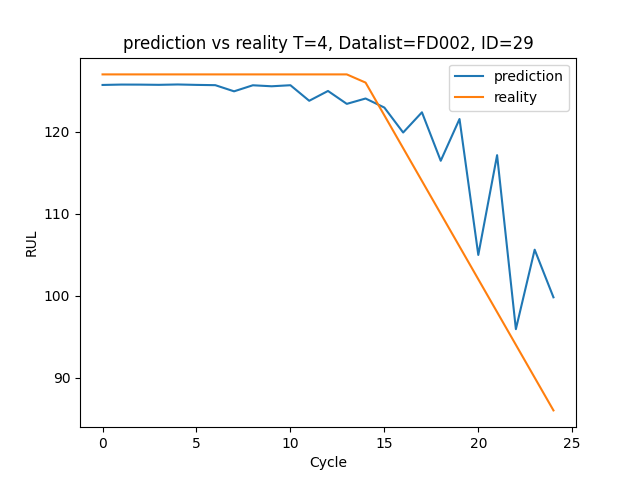 prediction vs reality T=4, Datalist=FD002, ID=29
prediction
reality
120
110
100
90
RUL
0 5 10 15 20 25
Cycle